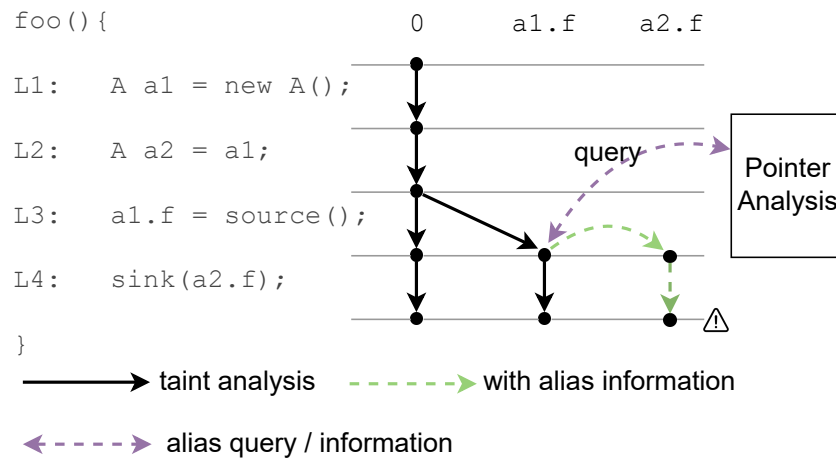 foo(){
0 a1.f a2.f
L1: A a1 = new A();
L2: A a2 = a1;
query
Pointer
Analysis
L3: a1.f = source();
L4: sink(a2.f);
}
taint analysis
with alias information
alias query / information